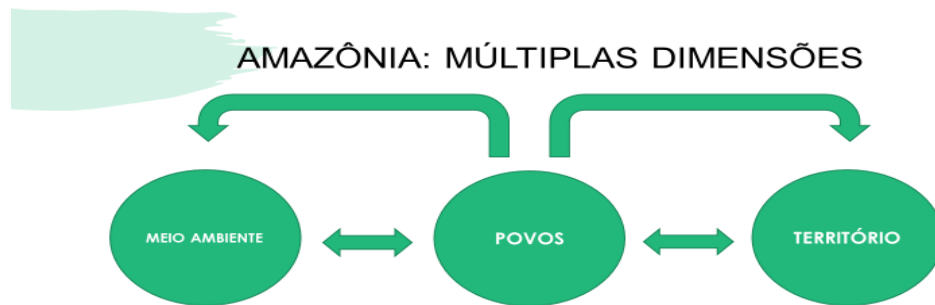 AMAZÔNIA: MÚLTIPLAS DIMENSÕES
MEIO AMBIENTE
POVOS
TERRITÓRIO